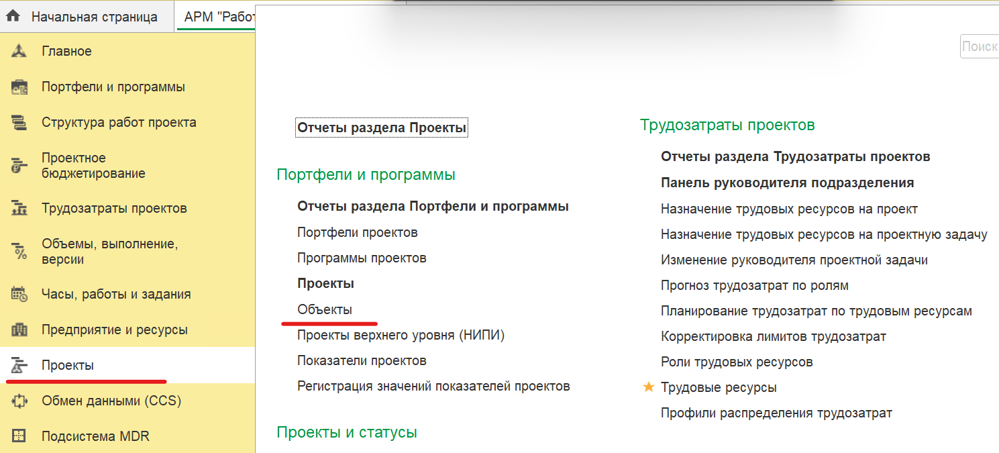 Начальная страница
АРМ "Работ
Поиск
Главное
Портфели и программы
Структура работ проекта
Проектное
бюджетирование
Трудозатраты проектов
Объемы, выполнение,
версии
Часы, работы и задания
Предприятие и ресурсы
Проекты
Обмен данными (CCS)
Подсистема MDR
Отчеты раздела Проекты
Портфели и программы
Отчеты раздела Портфели и программы
Портфели проектов
Программы проектов
Проекты
Объекты
Проекты верхнего уровня (НИПИ)
Показатели проектов
Регистрация значений показателей проектов
Проекты и статусы
Трудозатраты проектов
Отчеты раздела Трудозатраты проектов
Панель руководителя подразделения
Назначение трудовых ресурсов на проект
Назначение трудовых ресурсов на проектную задачу
Изменение руководителя проектной задачи
Прогноз трудозатрат по ролям
Планирование трудозатрат по трудовым ресурсам
Корректировка лимитов трудозатрат
Роли трудовых ресурсов
Трудовые ресурсы
Профили распределения трудозатрат